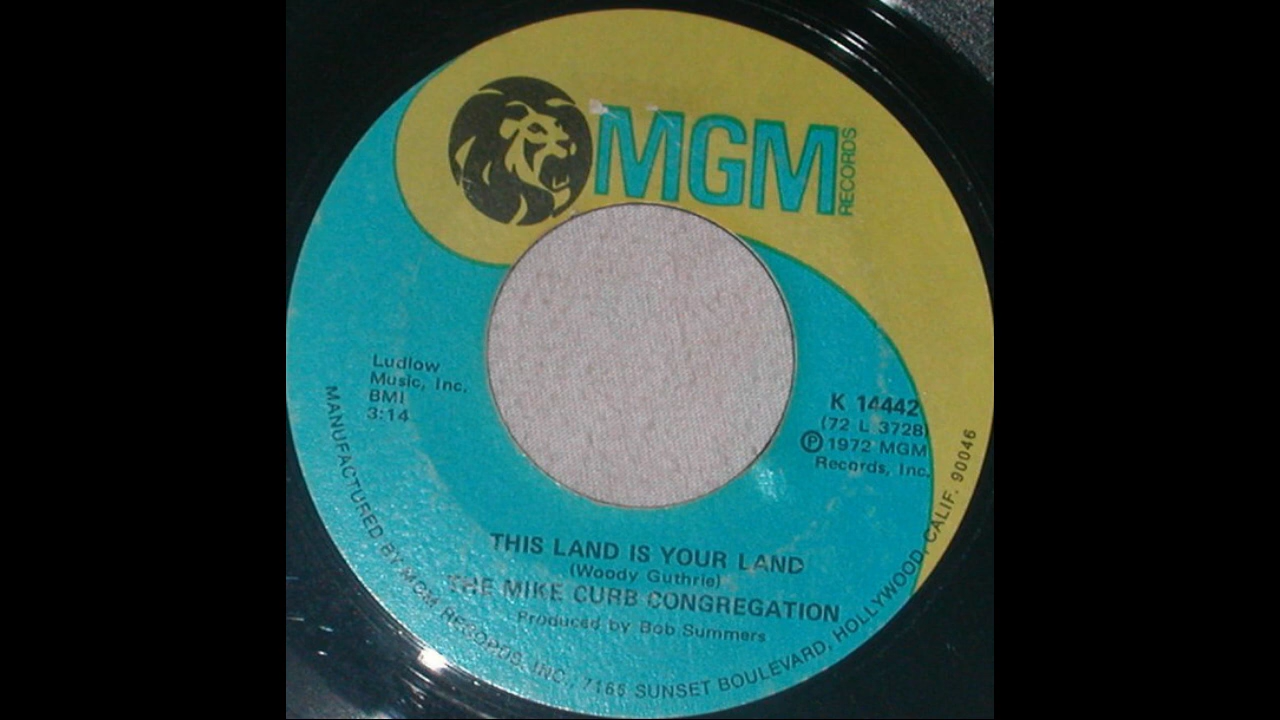 MGM
RECORDS
Ludlow
Music, Inc.
BMI
3:14
K 14442
(72 L 3728)
Ⓟ 1972 MGM
Records, Inc.
THIS LAND IS YOUR LAND
(Woody Guthrie)
THE MIKE CURB CONGREGATION
Produced by Bob Summers
MANUFACTURED BY MGM RECORDS, INC., 7165 SUNSET BOULEVARD, HOLLYWOOD, CALIF. 90046